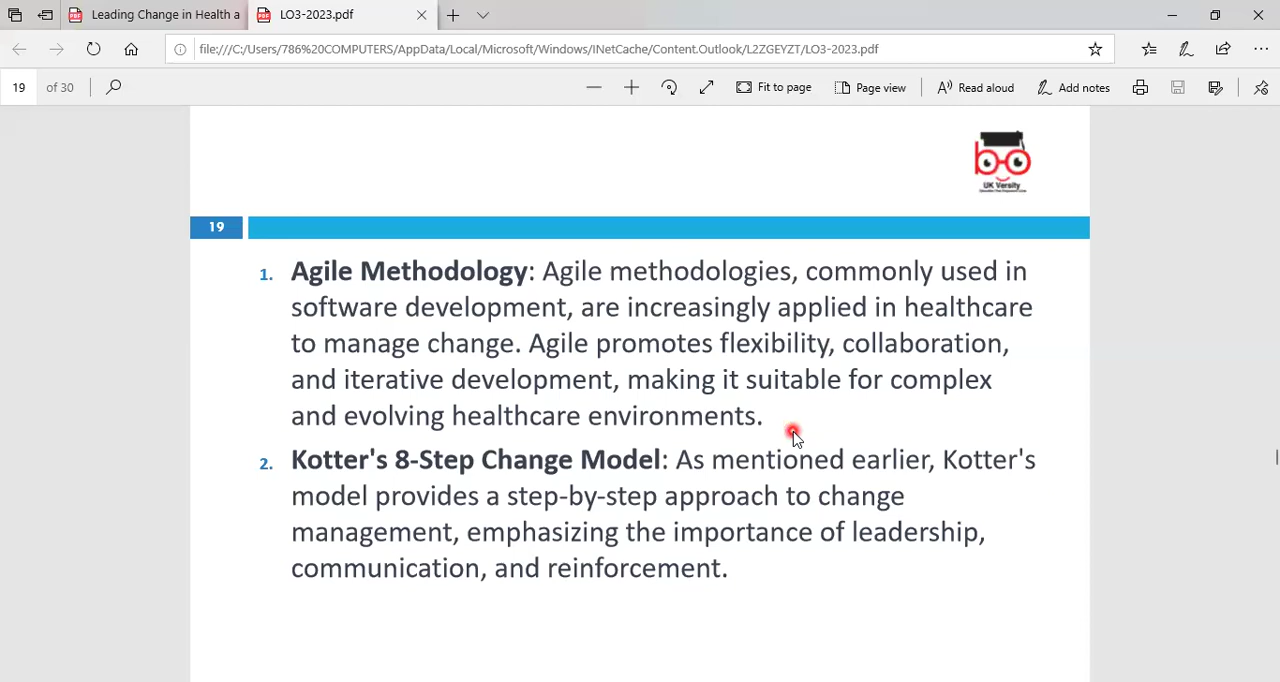 Leading Change in Health a
LO3-2023.pdf
file:///C:/Users/786%20COMPUTERS/AppData/Local/Microsoft/Windows/INetCache/Content.Outlook/L2ZGEYZT/LO3-2023.pdf
19 of 30
Fit to page
Page view
Read aloud
Add notes
UK Versity
19
1. Agile Methodology: Agile methodologies, commonly used in
software development, are increasingly applied in healthcare
to manage change. Agile promotes flexibility, collaboration,
and iterative development, making it suitable for complex
and evolving healthcare environments.
2. Kotter's 8-Step Change Model: As mentioned earlier, Kotter's
model provides a step-by-step approach to change
management, emphasizing the importance of leadership,
communication, and reinforcement.